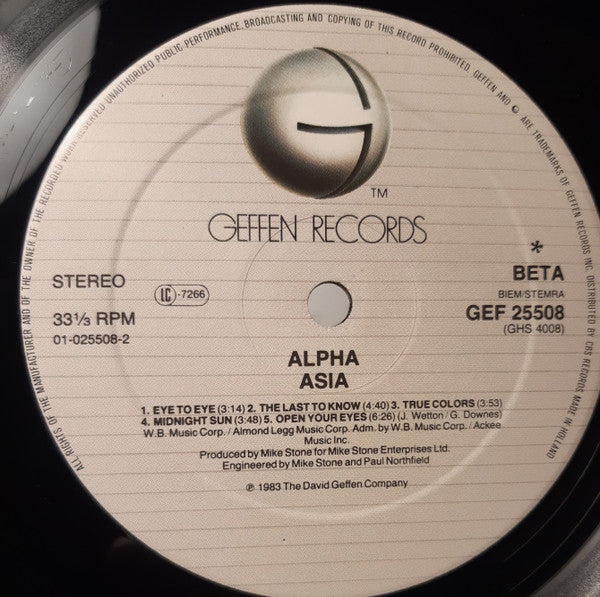 ALL RIGHTS OF THE MANUFACTURER AND OF THE OWNER OF THE RECORDED WORK RESERVED UNAUTHORIZED PUBLIC PERFORMANCE, BROADCASTING AND COPYING OF THIS RECORD PROHIBITED. GEFFEN AND G ARE TRADEMARKS OF GEFFEN RECORDS INC. DISTRIBUTED BY CBS RECORDS MADE IN HOLLAND
G
TM
GEFFEN RECORDS
STEREO
LC-7266
*
BETA
BIEM/STEMRA
33⅓ RPM
GEF 25508
01-025508-2
(GHS 4008)
ALPHA
ASIA
1. EYE TO EYE (3:14) 2. THE LAST TO KNOW (4:40) 3. TRUE COLORS (3:53)
4. MIDNIGHT SUN (3:48) 5. OPEN YOUR EYES (6:26) (J. Wetton / G. Downes)
W.B. Music Corp. / Almond Legg Music Corp. Adm. by W.B. Music Corp. / Ackee
Music Inc.
Produced by Mike Stone for Mike Stone Enterprises Ltd.
Engineered by Mike Stone and Paul Northfield
℗ 1983 The David Geffen Company